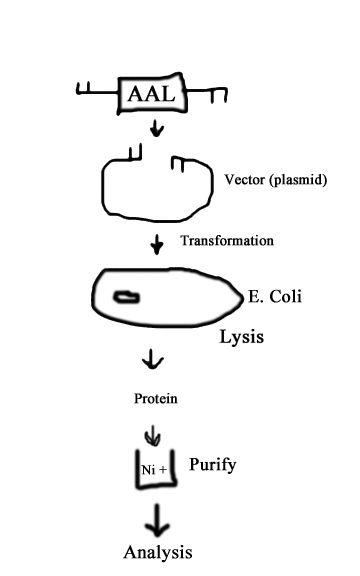 AAL
Vector (plasmid)
Transformation
E. Coli
Lysis
Protein
Ni +
Purify
Analysis